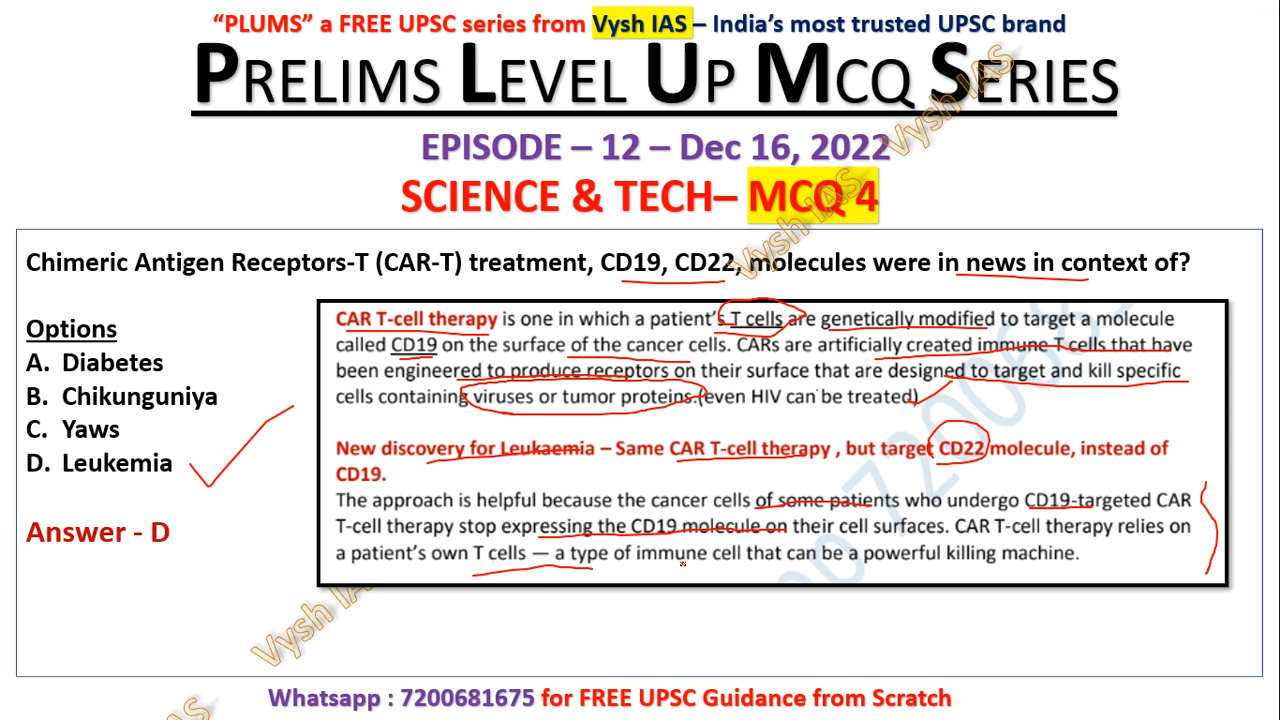 “PLUMS” a FREE UPSC series from Vysh IAS – India’s most trusted UPSC brand
PRELIMS LEVEL UP MCQ SERIES
EPISODE – 12 – Dec 16, 2022
SCIENCE & TECH– MCQ 4
Chimeric Antigen Receptors-T (CAR-T) treatment, CD19, CD22, molecules were in news in context of?
Options
A. Diabetes
B. Chikunguniya
C. Yaws
D. Leukemia
Answer - D
CAR T-cell therapy is one in which a patient’s T cells are genetically modified to target a molecule
called CD19 on the surface of the cancer cells. CARs are artificially created immune T cells that have
been engineered to produce receptors on their surface that are designed to target and kill specific
cells containing viruses or tumor proteins.(even HIV can be treated)
New discovery for Leukaemia – Same CAR T-cell therapy , but target CD22 molecule, instead of
CD19.
The approach is helpful because the cancer cells of some patients who undergo CD19-targeted CAR
T-cell therapy stop expressing the CD19 molecule on their cell surfaces. CAR T-cell therapy relies on
a patient’s own T cells — a type of immune cell that can be a powerful killing machine.
Whatsapp : 7200681675 for FREE UPSC Guidance from Scratch
Vysh IAS
Vysh IAS
Vysh IA
Vysh IAS